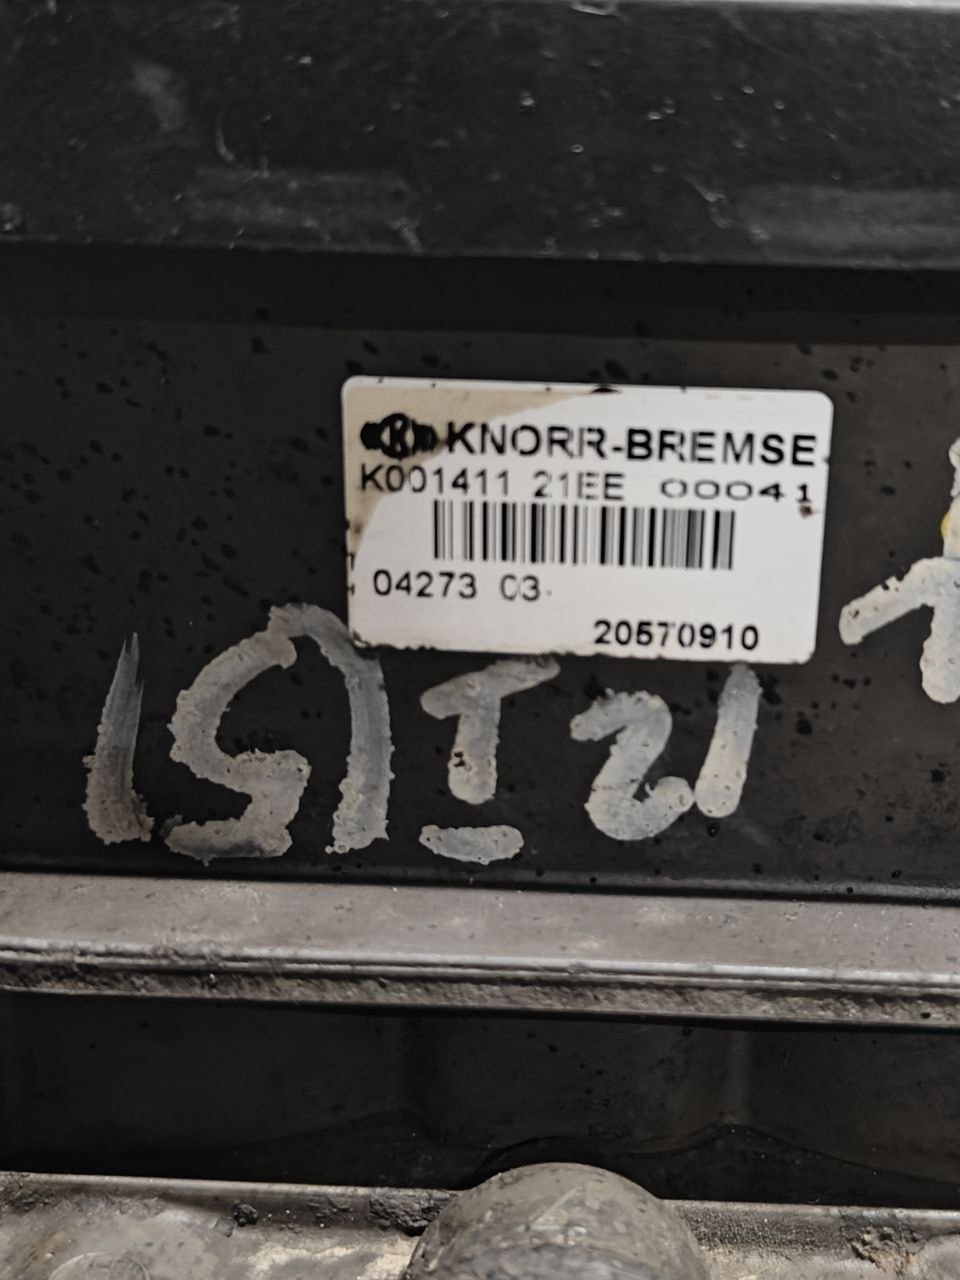 KNORR-BREMSE
K001411 21EE 00041
04273 03
20570910